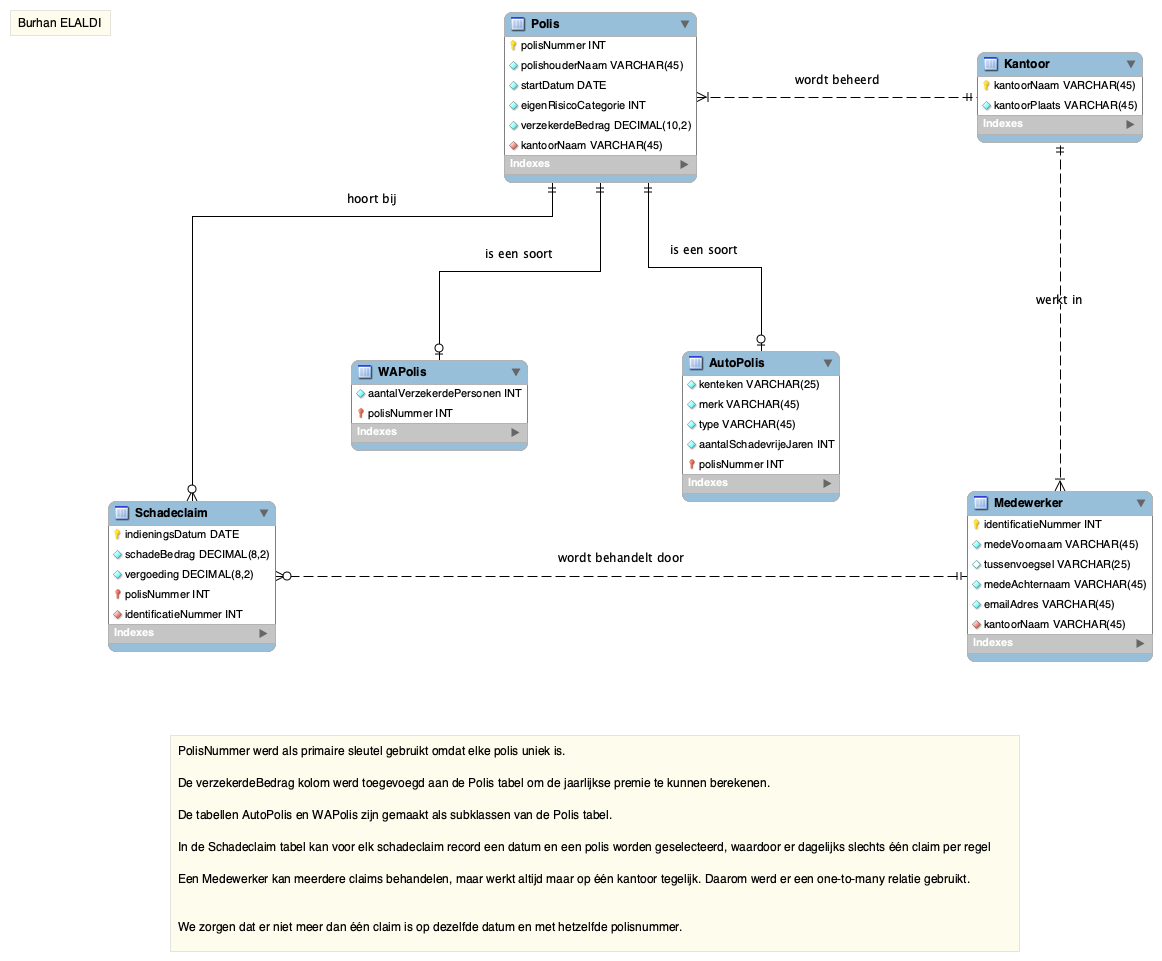 Burhan ELALDI
Polis
polisNummer INT
polishouderNaam VARCHAR(45)
startDatum DATE
eigenRisicoCategorie INT
verzekerdeBedrag DECIMAL(10,2)
kantoorNaam VARCHAR(45)
Indexes
wordt beheerd
Kantoor
kantoorNaam VARCHAR(45)
kantoorPlaats VARCHAR(45)
Indexes
hoort bij
is een soort
is een soort
werkt in
WAPolis
aantalVerzekerdePersonen INT
polisNummer INT
Indexes
AutoPolis
kenteken VARCHAR(25)
merk VARCHAR(45)
type VARCHAR(45)
aantalSchadevrijeJaren INT
polisNummer INT
Indexes
Schadeclaim
indieningsDatum DATE
schadeBedrag DECIMAL(8,2)
vergoeding DECIMAL(8,2)
polisNummer INT
identificatieNummer INT
Indexes
wordt behandelt door
Medewerker
identificatieNummer INT
medeVoornaam VARCHAR(45)
tussenvoegsel VARCHAR(25)
medeAchternaam VARCHAR(45)
emailAdres VARCHAR(45)
kantoorNaam VARCHAR(45)
Indexes
PolisNummer werd als primaire sleutel gebruikt omdat elke polis uniek is.
De verzekerdeBedrag kolom werd toegevoegd aan de Polis tabel om de jaarlijkse premie te kunnen berekenen.
De tabellen AutoPolis en WAPolis zijn gemaakt als subklassen van de Polis tabel.
In de Schadeclaim tabel kan voor elk schadeclaim record een datum en een polis worden geselecteerd, waardoor er dagelijks slechts één claim per regel
Een Medewerker kan meerdere claims behandelen, maar werkt altijd maar op één kantoor tegelijk. Daarom werd er een one-to-many relatie gebruikt.
We zorgen dat er niet meer dan één claim is op dezelfde datum en met hetzelfde polisnummer.